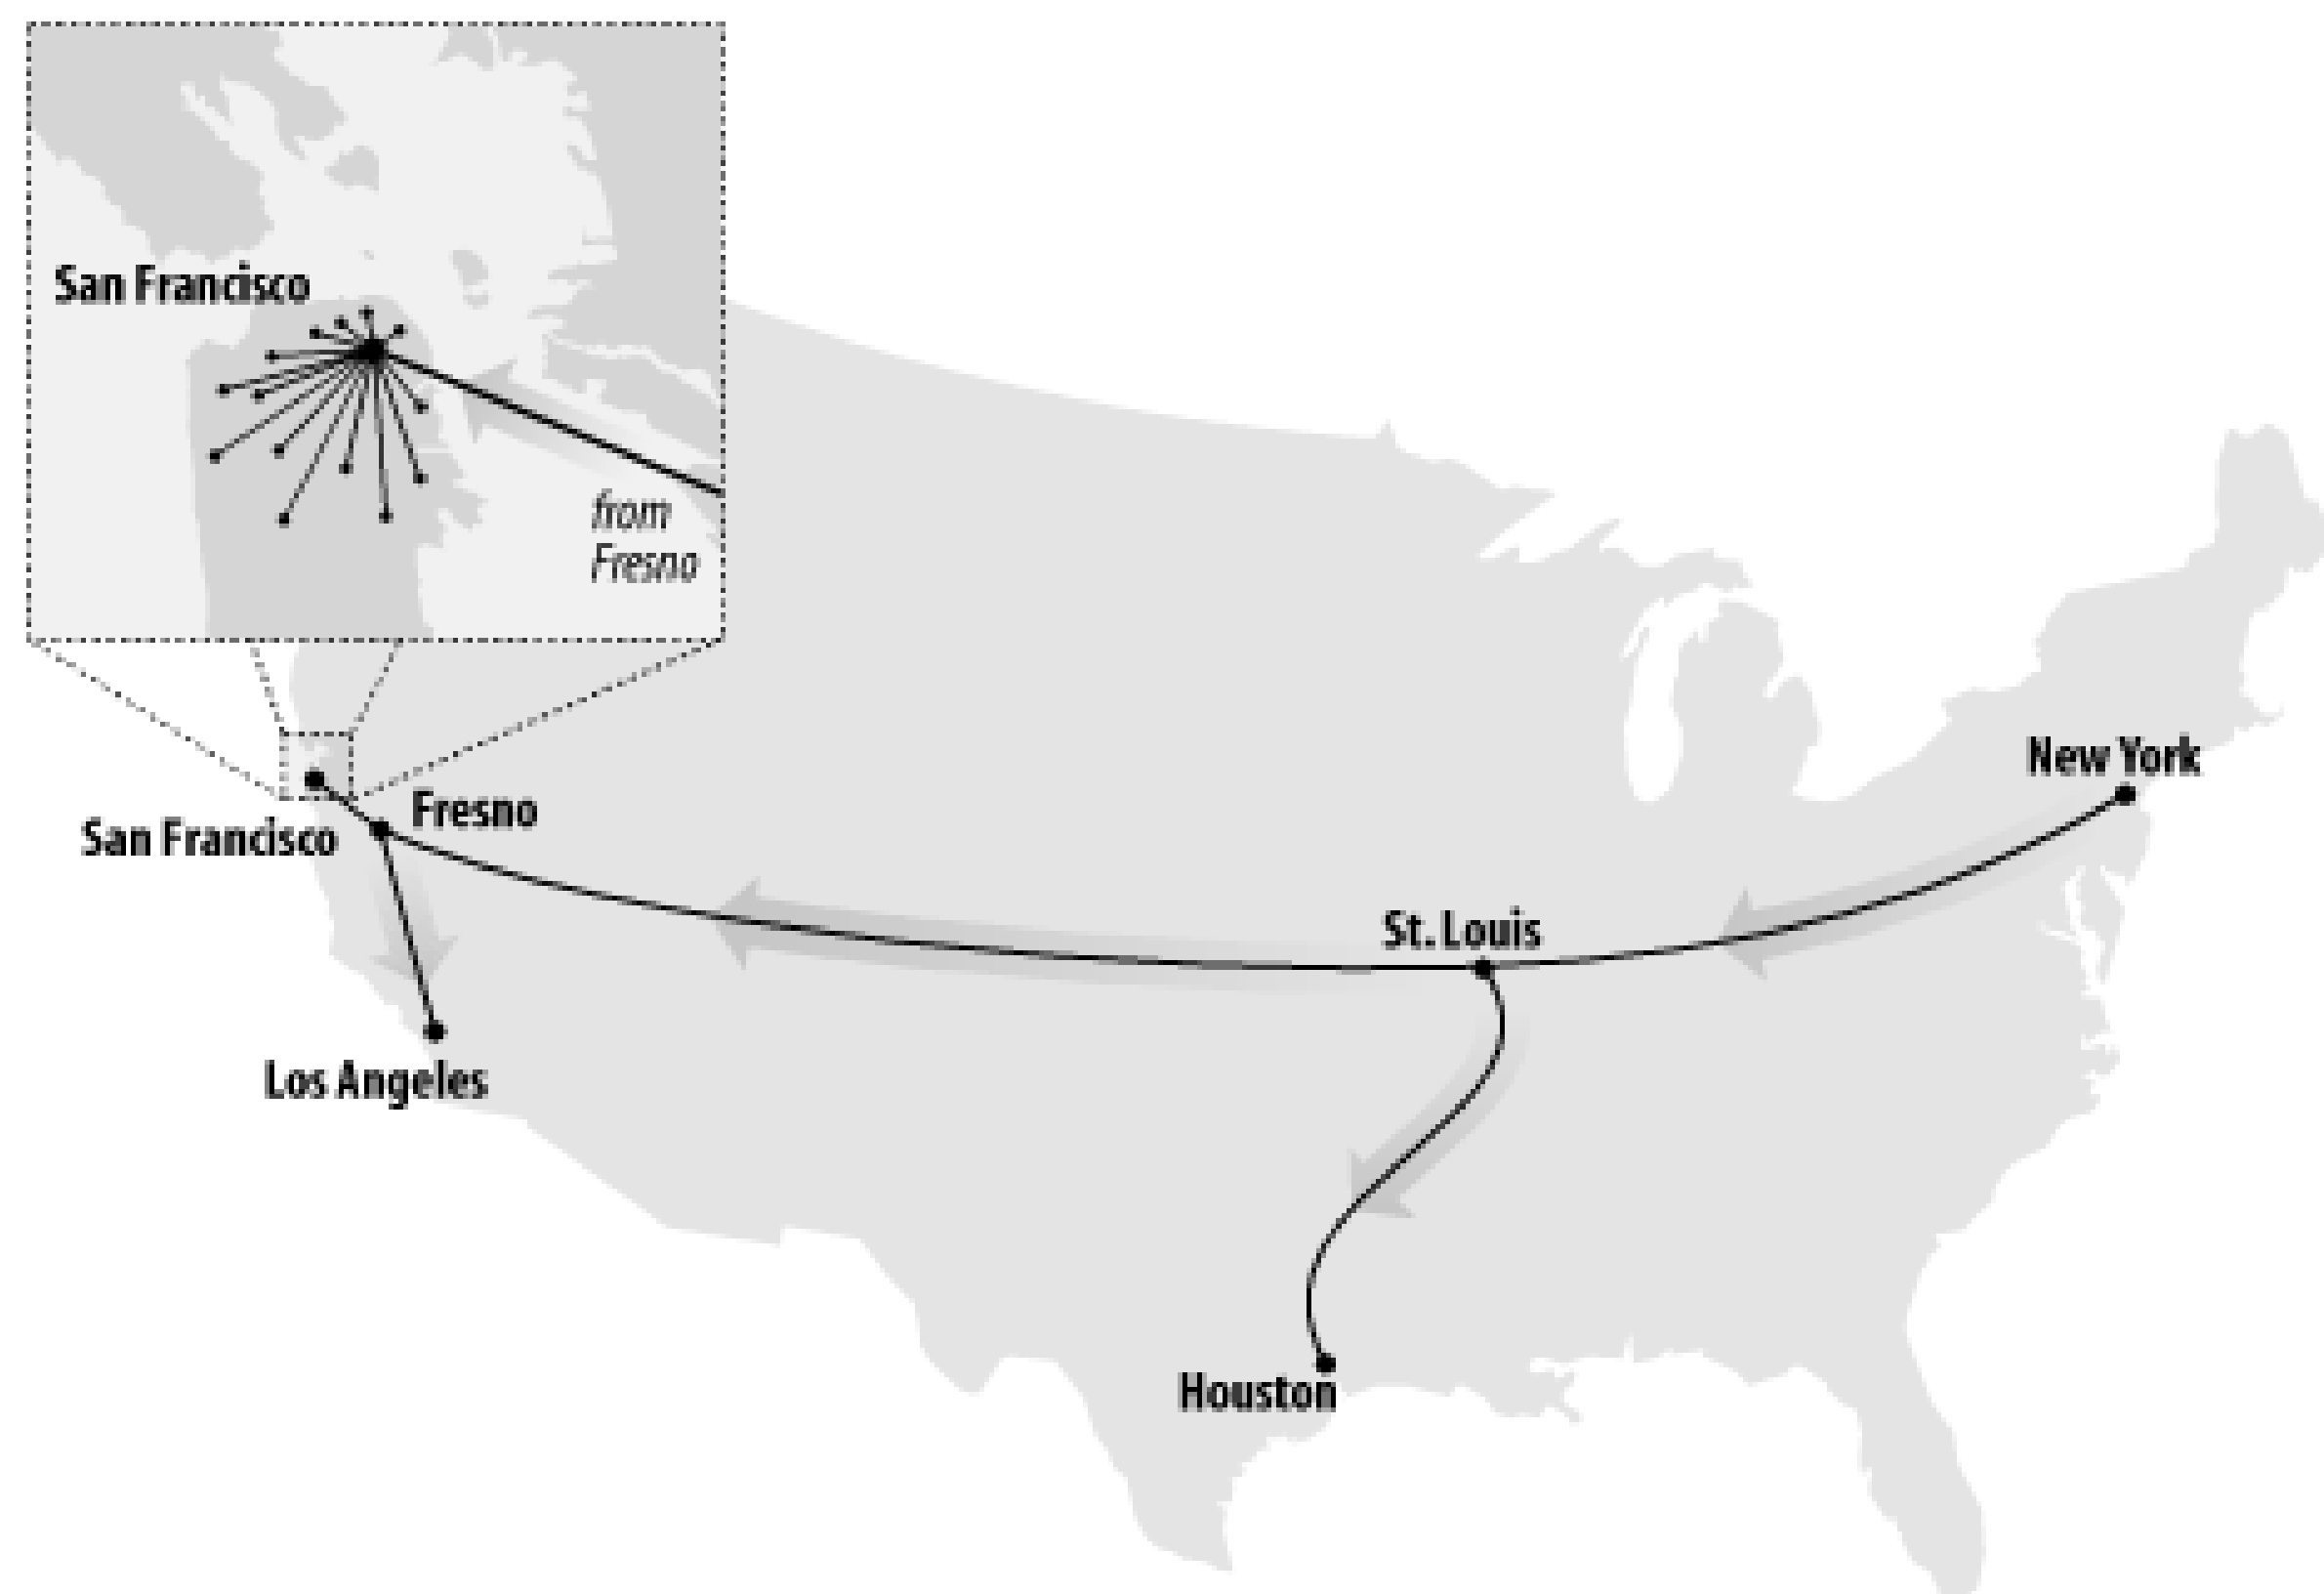 San Francisco
from
Fresno
New York
Fresno
San Francisco
St. Louis
Los Angeles
Houston